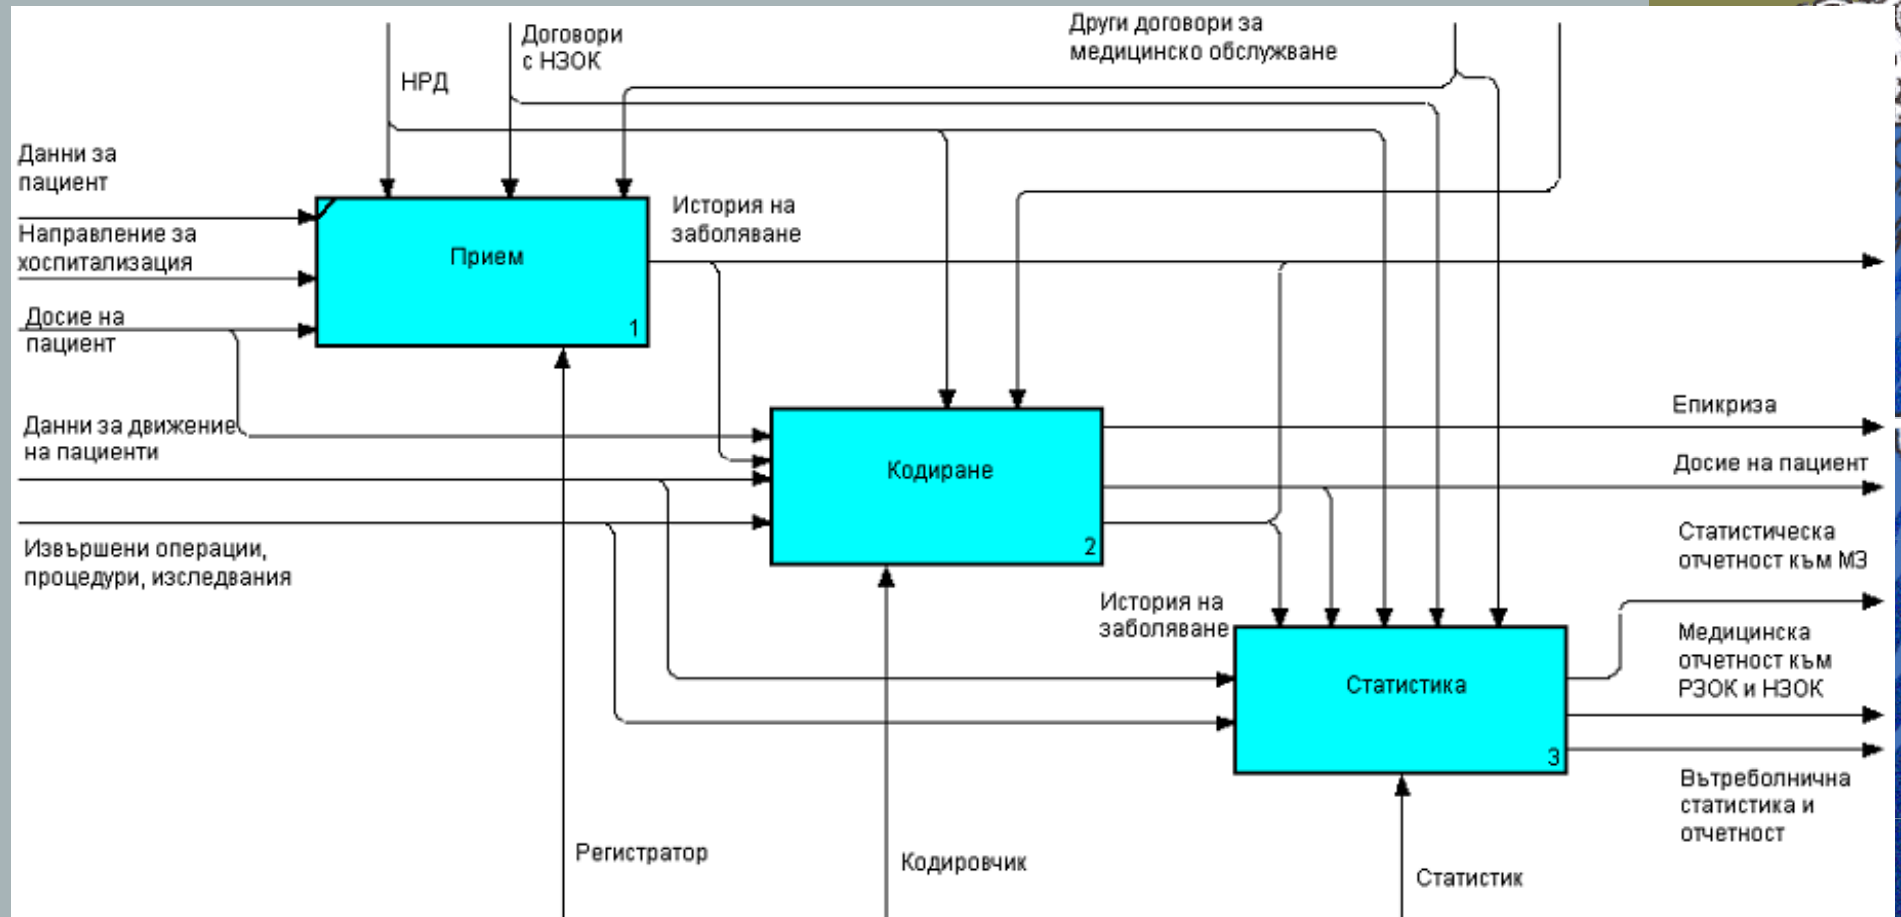 Договори
с НЗОК
Други договори за
медицинско обслужване
НРД
Данни за
пациент
Направление за
хоспитализация
Досие на
пациент
Прием
1
История на
заболяване
Данни за движение
на пациенти
Извършени операции,
процедури, изследвания
Кодиране
2
Епикриза
Досие на пациент
Статистическа
отчетност към МЗ
История на
заболяване
Статистика
3
Медицинска
отчетност към
РЗОК и НЗОК
Вътреболнична
статистика и
отчетност
Регистратор
Кодировчик
Статистик